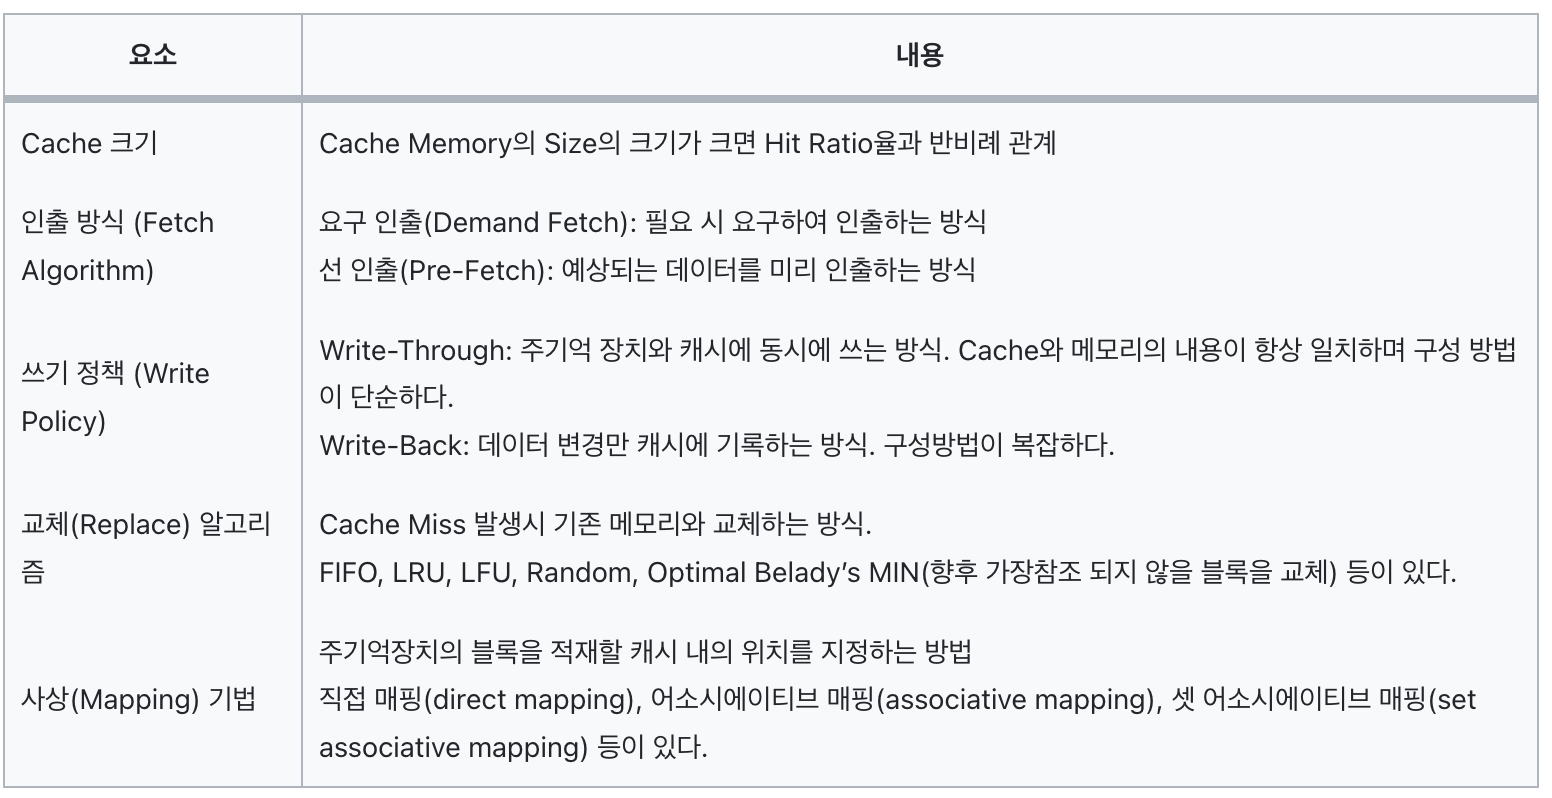 요소
내용
Cache 크기
Cache Memory의 Size의 크기가 크면 Hit Ratio율과 반비례 관계
인출 방식 (Fetch
Algorithm)
요구 인출(Demand Fetch): 필요 시 요구하여 인출하는 방식
선 인출(Pre-Fetch): 예상되는 데이터를 미리 인출하는 방식
쓰기 정책 (Write
Policy)
Write-Through: 주기억 장치와 캐시에 동시에 쓰는 방식. Cache와 메모리의 내용이 항상 일치하며 구성 방법
이 단순하다.
Write-Back: 데이터 변경만 캐시에 기록하는 방식. 구성방법이 복잡하다.
교체(Replace) 알고리
즘
Cache Miss 발생시 기존 메모리와 교체하는 방식.
FIFO, LRU, LFU, Random, Optimal Belady’s MIN(향후 가장참조 되지 않을 블록을 교체) 등이 있다.
사상(Mapping) 기법
주기억장치의 블록을 적재할 캐시 내의 위치를 지정하는 방법
직접 매핑(direct mapping), 어소시에이티브 매핑(associative mapping), 셋 어소시에이티브 매핑(set
associative mapping) 등이 있다.